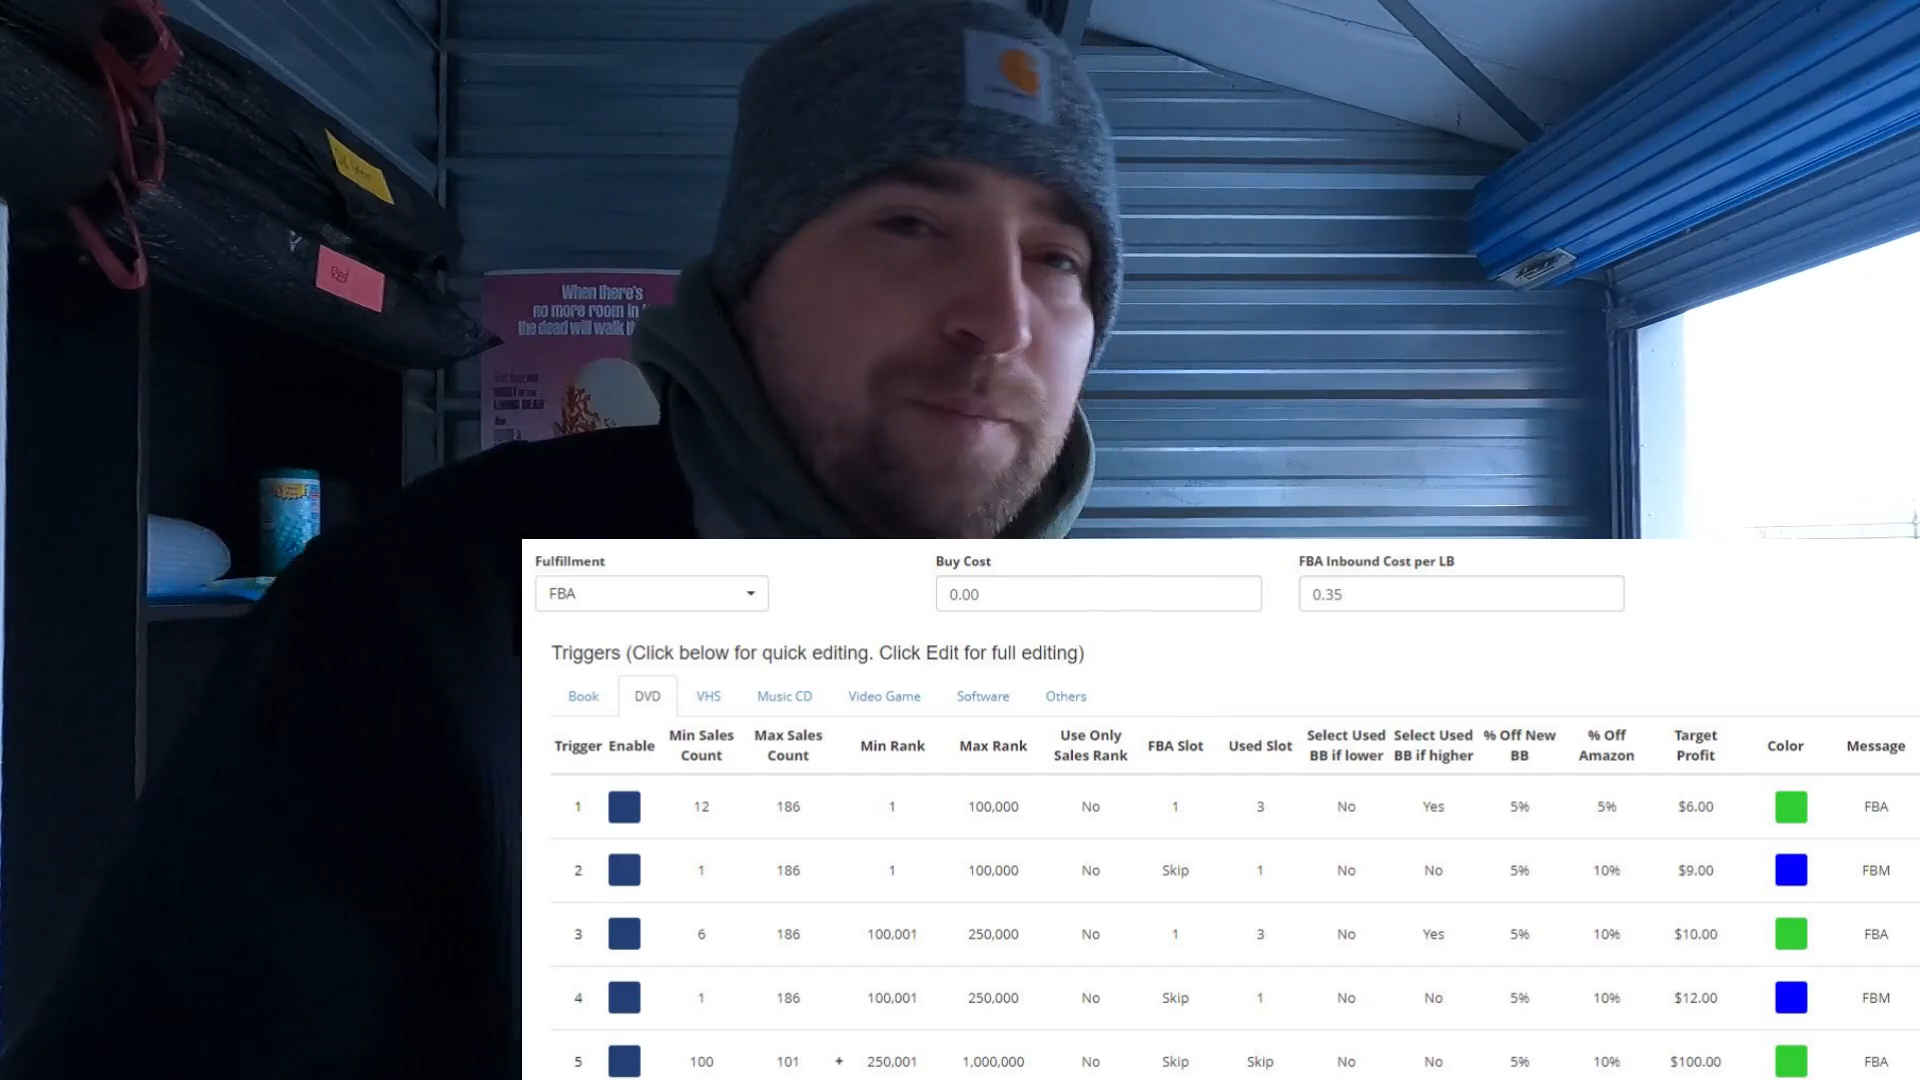 Red
When there's
no more room in
the dead will walk
LIVING DEAD
Fulfillment
Buy Cost
FBA Inbound Cost per LB
FBA
0.00
0.35
Triggers (Click below for quick editing. Click Edit for full editing)
Book DVD VHS Music CD Video Game Software Others
Trigger Enable Min Sales Count Max Sales Count Min Rank Max Rank Use Only Sales Rank FBA Slot Used Slot Select Used BB if lower Select Used BB if higher % Off New BB % Off Amazon Target Profit Color Message
1 12 186 1 100,000 No 1 3 No Yes 5% 5% $6.00 FBA
2 1 186 1 100,000 No Skip 1 No No 5% 10% $9.00 FBM
3 6 186 100,001 250,000 No 1 3 No Yes 5% 10% $10.00 FBA
4 1 186 100,001 250,000 No Skip 1 No No 5% 10% $12.00 FBM
5 100 101 + 250,001 1,000,000 No Skip Skip No No 5% 10% $100.00 FBA